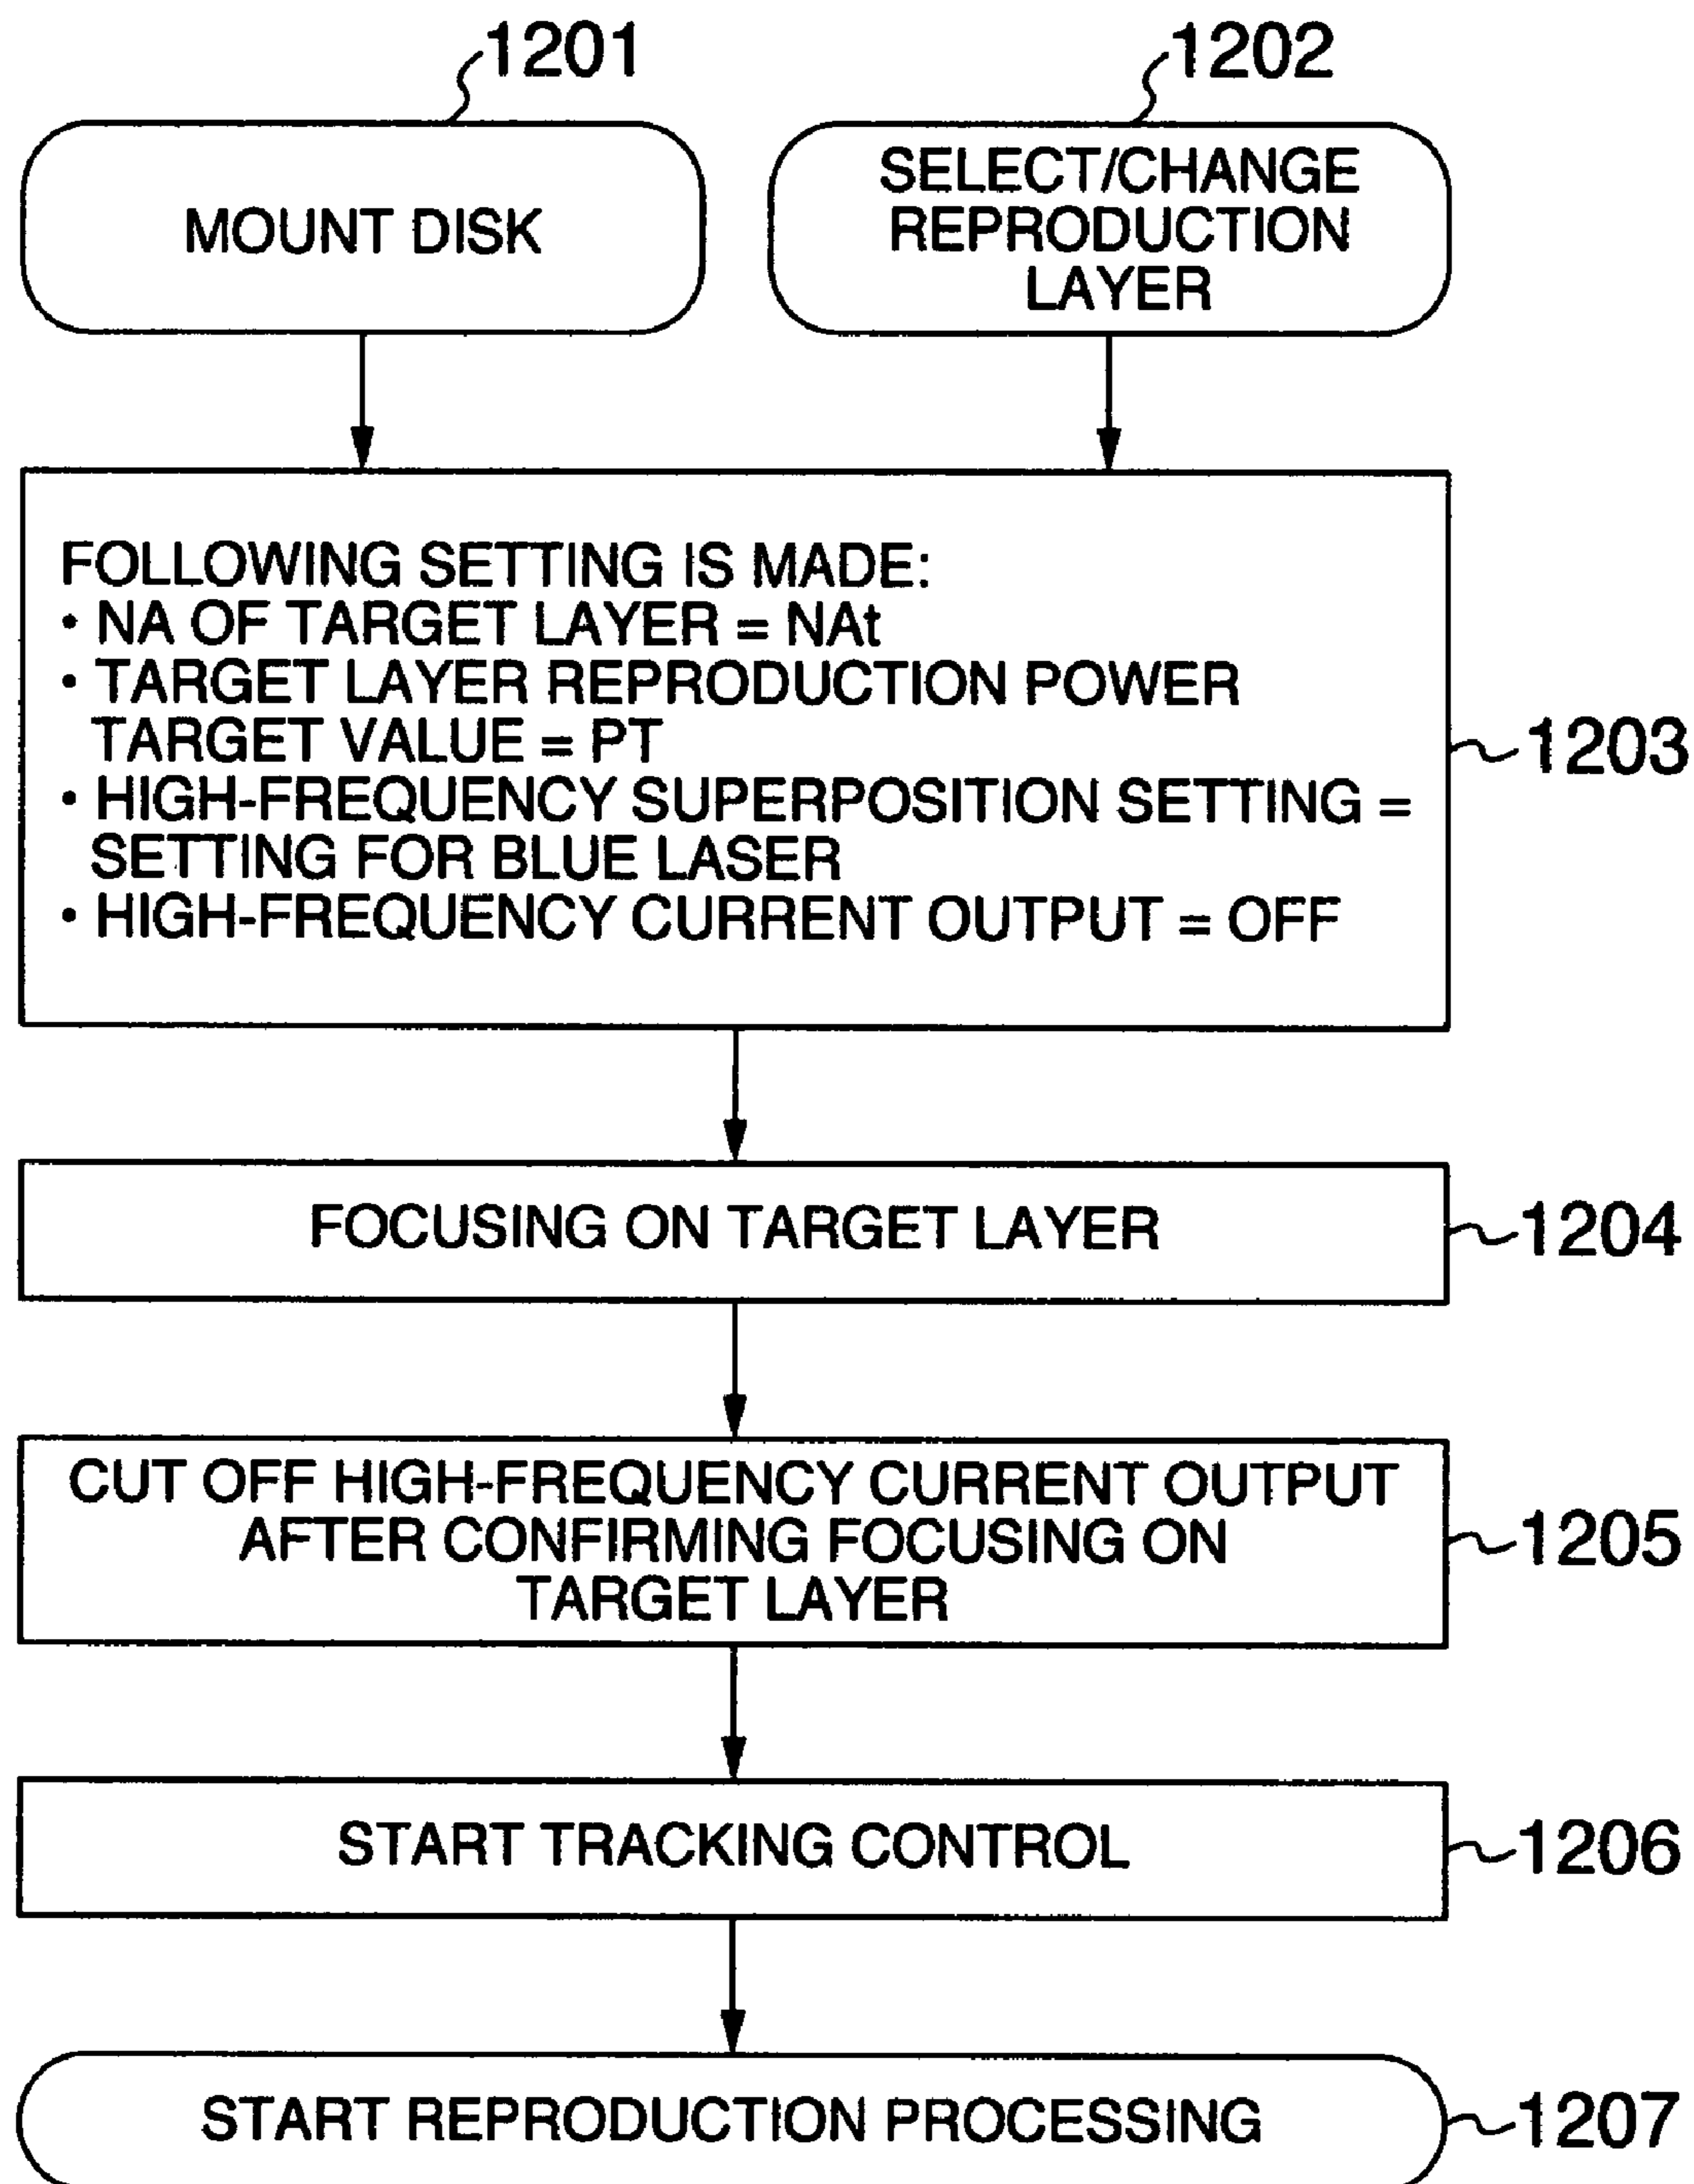 1201
1202
MOUNT DISK
SELECT/CHANGE
REPRODUCTION
LAYER
FOLLOWING SETTING IS MADE:
• NA OF TARGET LAYER = NAt
• TARGET LAYER REPRODUCTION POWER
TARGET VALUE = PT
• HIGH-FREQUENCY SUPERPOSITION SETTING =
SETTING FOR BLUE LASER
• HIGH-FREQUENCY CURRENT OUTPUT = OFF
1203
FOCUSING ON TARGET LAYER
1204
CUT OFF HIGH-FREQUENCY CURRENT OUTPUT
AFTER CONFIRMING FOCUSING ON
TARGET LAYER
1205
START TRACKING CONTROL
1206
START REPRODUCTION PROCESSING
1207